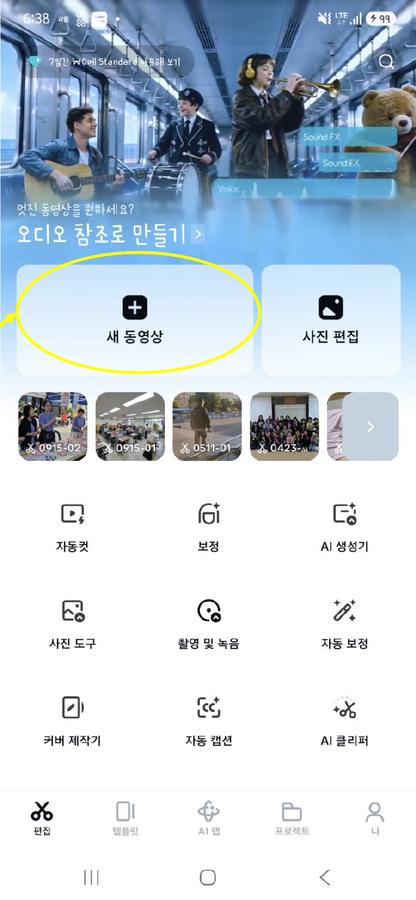 6:38
LTE
99
7일간 무료로 Standard 사용해 보기
Sound FX
Sound FX
Voice
멋진 동영상을 원하세요?
오디오 참조로 만들기 >
새 동영상
사진 편집
0915-02
0915-01
0511-01
0423-
자동컷
보정
AI 생성기
사진 도구
촬영 및 녹음
자동 보정
커버 제작기
자동 캡션
AI 클리퍼
편집
템플릿
AI 랩
프로젝트
나